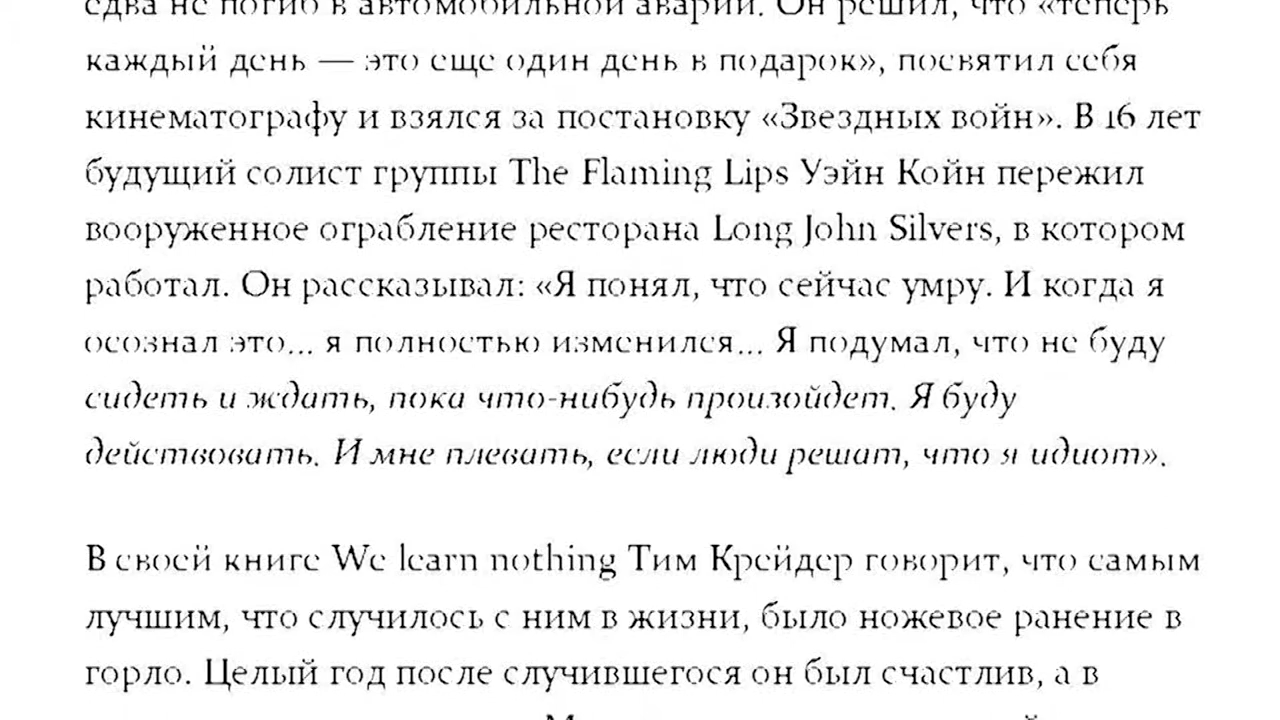 едва не погиб в автомобильной аварии. Он решил, что «теперь
каждый день — это еще один день в подарок», посвятил себя
кинематографу и взялся за постановку «Звездных войн». В 16 лет
будущий солист группы The Flaming Lips Уэйн Койн пережил
вооруженное ограбление ресторана Long John Silvers, в котором
работал. Он рассказывал: «Я понял, что сейчас умру. И когда я
осознал это... я полностью изменился... Я подумал, что не буду
сидеть и ждать, пока что-нибудь произойдет. Я буду
действовать. И мне плевать, если люди решат, что я идиот».
В своей книге We learn nothing Тим Крейдер говорит, что самым
лучшим, что случилось с ним в жизни, было ножевое ранение в
горло. Целый год после случившегося он был счастлив, а в